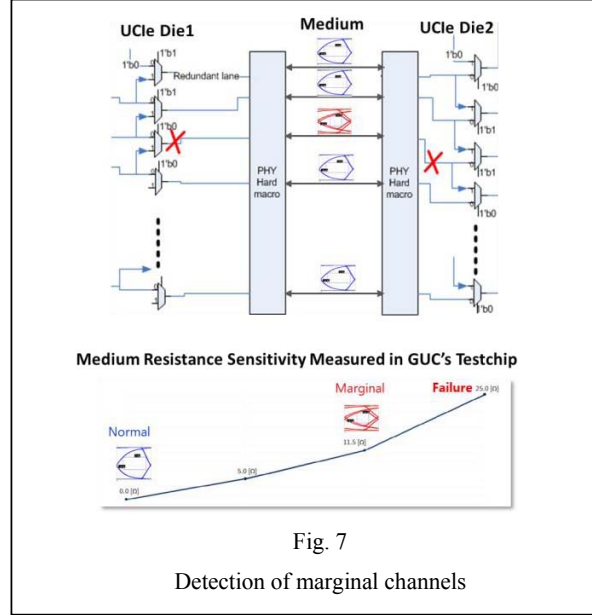 UCIe Die1
Medium
UCIe Die2
1'b1
1'b0
Redundant lane
1'b1
1'b0
1'b0
PHY
Hard
macro
PHY
Hard
macro
1'b0
1'b1
1'b1
1'b0
1'b0
Medium Resistance Sensitivity Measured in GUC's Testchip
Normal
Marginal
Failure
0.0 [Ω]
5.0 [Ω]
11.5 [Ω]
25.0 [Ω]
Fig. 7
Detection of marginal channels